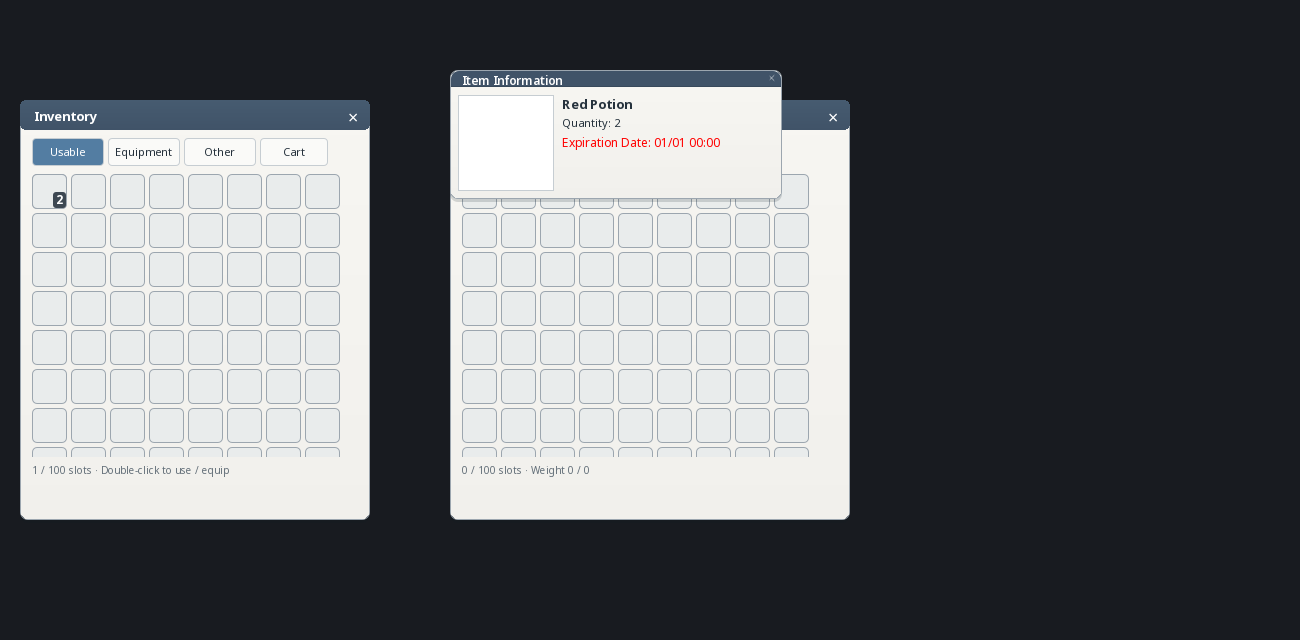 Item Information
Red Potion
Quantity: 2
Expiration Date: 01/01 00:00
Inventory
Usable
Equipment
Other
Cart
2
1 / 100 slots · Double-click to use / equip
0 / 100 slots · Weight 0 / 0